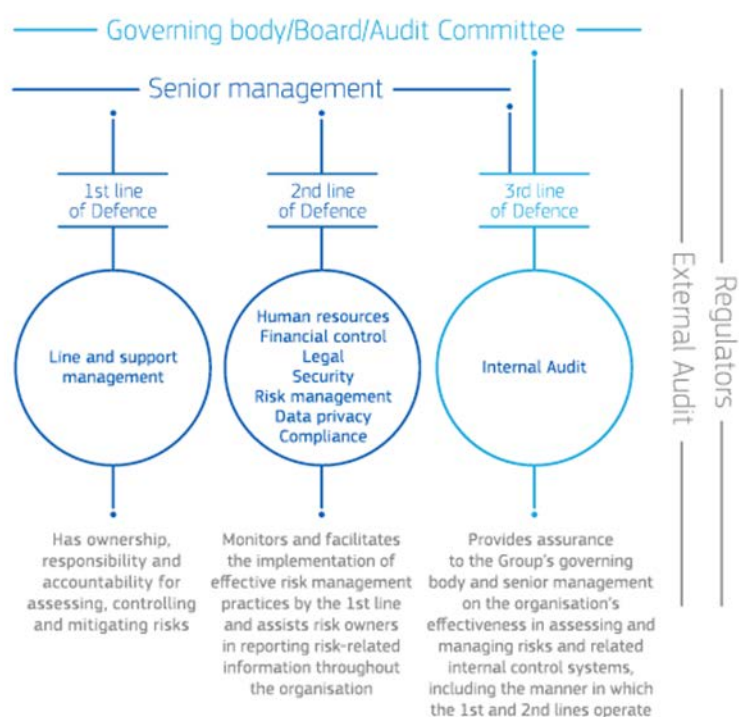 Governing body/Board/Audit Committee
Senior management
1st line
of Defence
2nd line
of Defence
3rd line
of Defence
Line and support
management
Human resources
Financial control
Legal
Security
Risk management
Data privacy
Compliance
Internal Audit
Has ownership,
responsibility and
accountability for
assessing, controlling
and mitigating risks
Monitors and facilitates
the implementation of
effective risk management
practices by the 1st line
and assists risk owners
in reporting risk-related
information throughout
the organisation
Provides assurance
to the Group's governing
body and senior management
on the organisation's
effectiveness in assessing and
managing risks and related
internal control systems,
including the manner in which
the 1st and 2nd lines operate
External Audit
Regulators